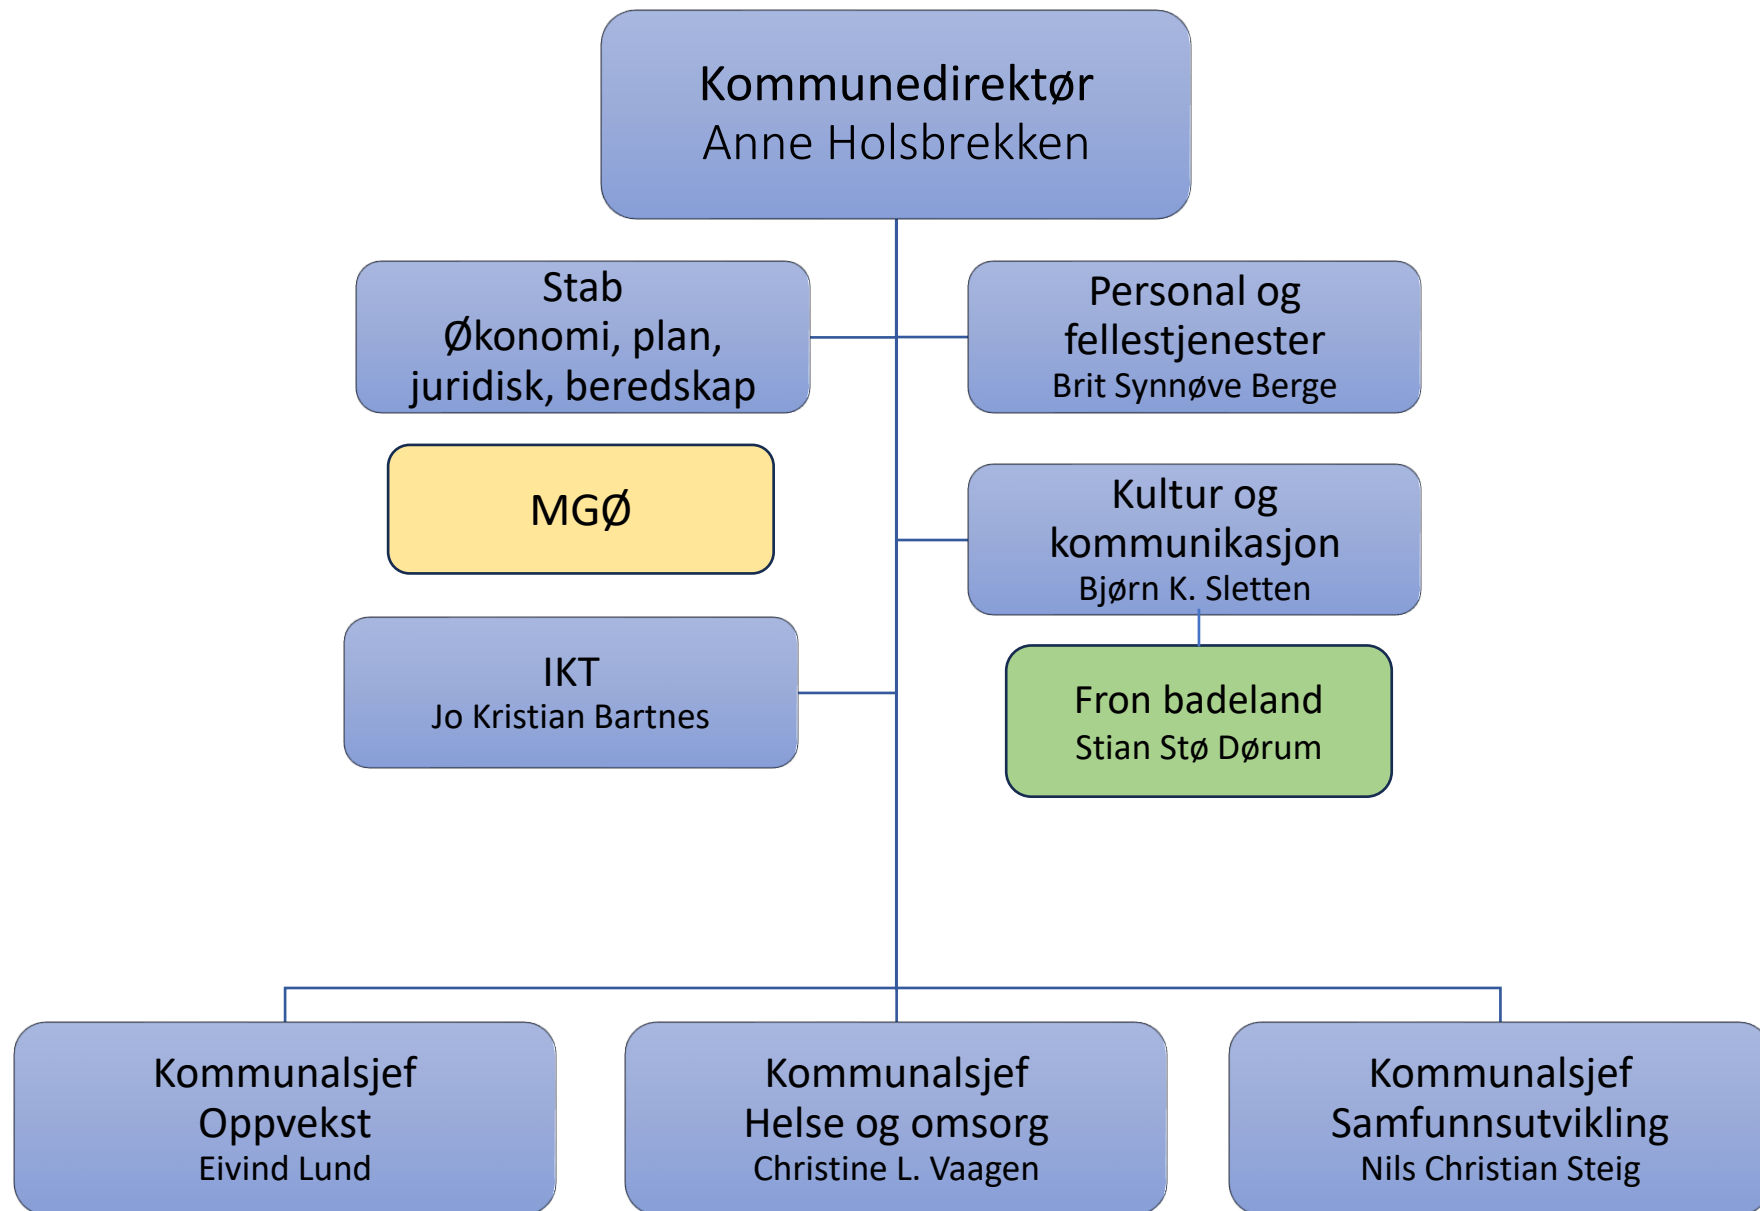 Kommunedirektør
Anne Holsbrekken
Stab
Økonomi, plan,
juridisk, beredskap
Personal og
fellestjenester
Brit Synnøve Berge
MGØ
Kultur og
kommunikasjon
Bjørn K. Sletten
IKT
Jo Kristian Bartnes
Fron badeland
Stian Stø Dørum
Kommunalsjef
Oppvekst
Eivind Lund
Kommunalsjef
Helse og omsorg
Christine L. Vaagen
Kommunalsjef
Samfunnsutvikling
Nils Christian Steig